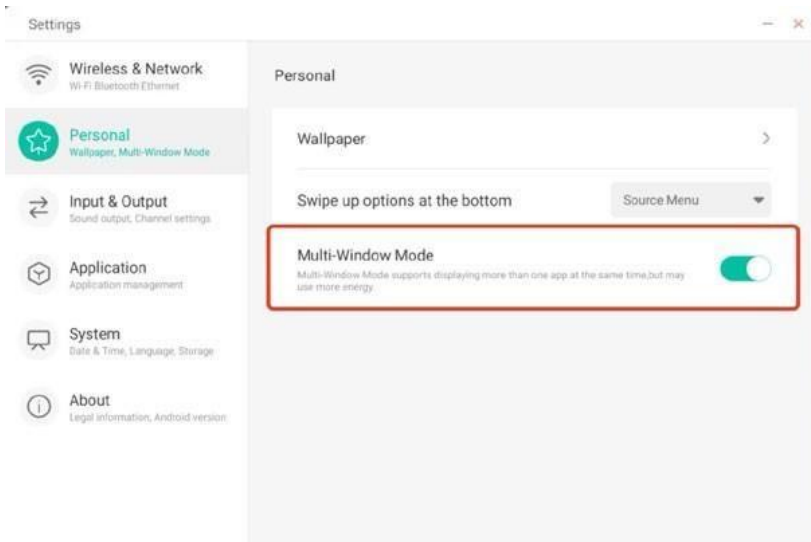 Settings
Wireless & Network
Wi-Fi Bluetooth Ethernet
Personal
Wallpaper, Multi-Window Mode
Input & Output
Sound output, Channel settings
Application
Application management
System
Date & Time, Language, Storage
About
Legal information, Android version
Personal
Wallpaper
Swipe up options at the bottom
Source Menu
Multi-Window Mode
Multi-Window Mode supports displaying more than one app at the same time,but may
use more energy